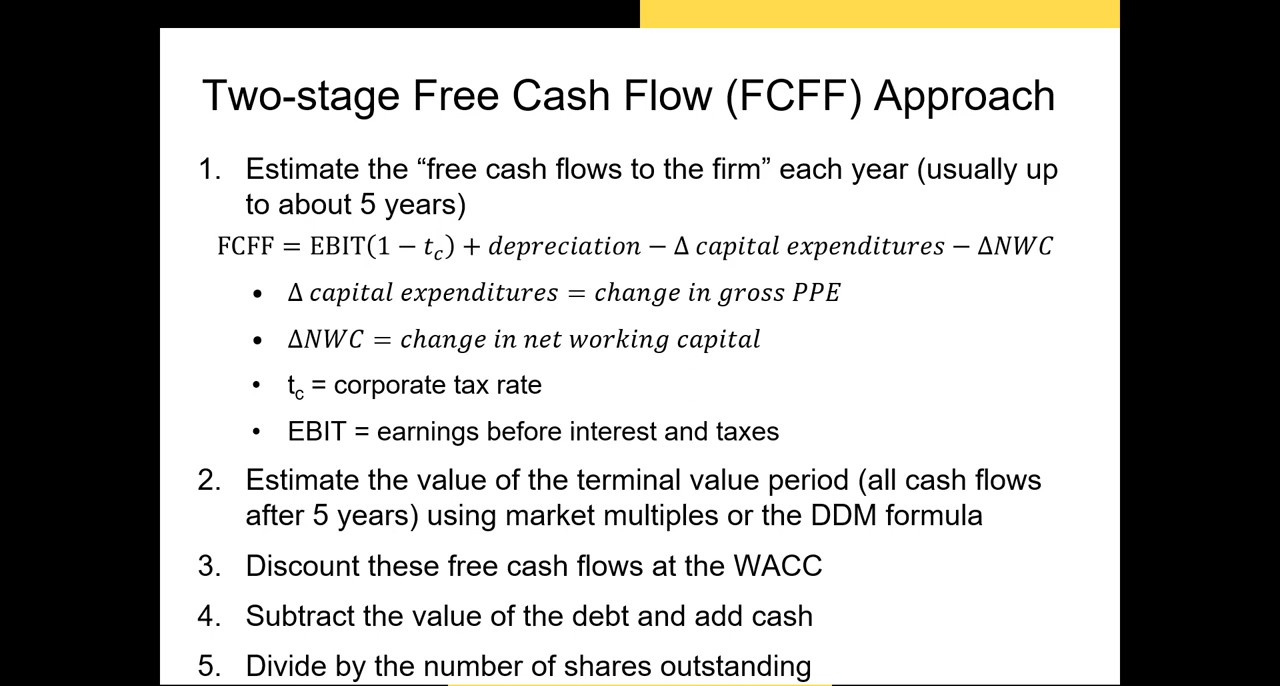 Two-stage Free Cash Flow (FCFF) Approach
1. Estimate the “free cash flows to the firm” each year (usually up
to about 5 years)
FCFF = EBIT(1 − t_c) + depreciation − Δ capital expenditures − ΔNWC
• Δ capital expenditures = change in gross PPE
• ΔNWC = change in net working capital
• t_c = corporate tax rate
• EBIT = earnings before interest and taxes
2. Estimate the value of the terminal value period (all cash flows
after 5 years) using market multiples or the DDM formula
3. Discount these free cash flows at the WACC
4. Subtract the value of the debt and add cash
5. Divide by the number of shares outstanding